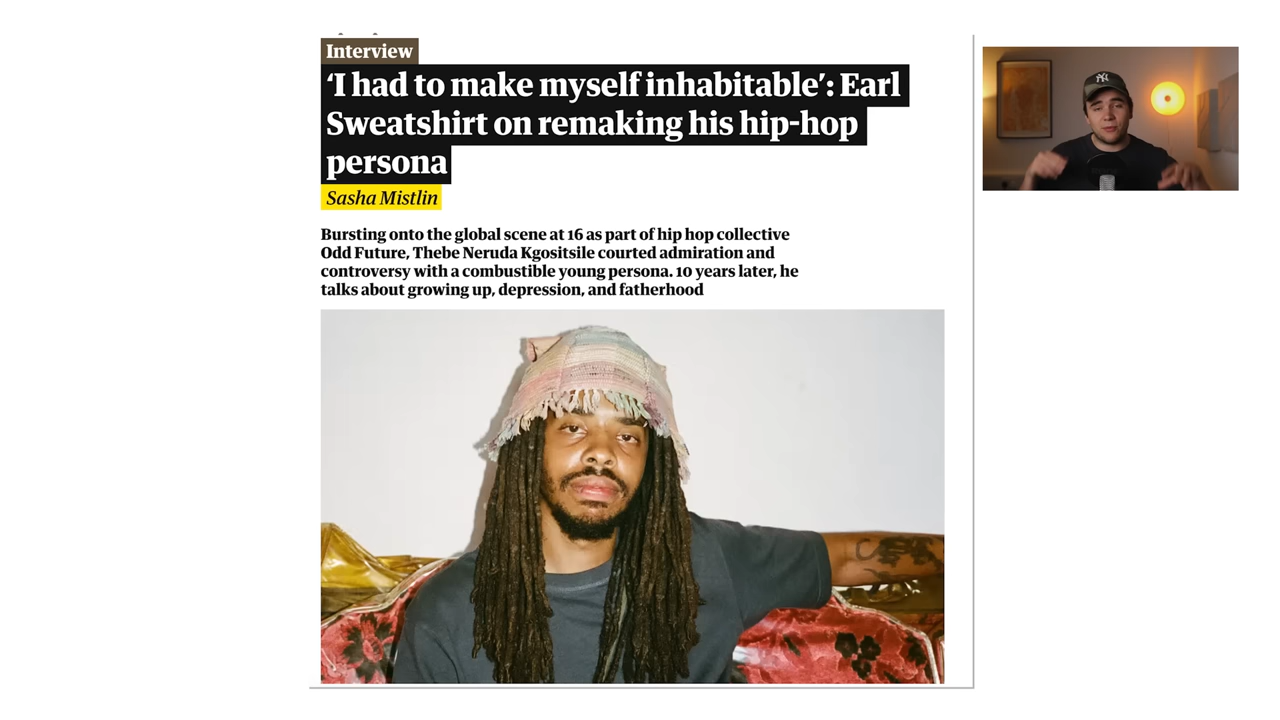 Interview
‘I had to make myself inhabitable’: Earl
Sweatshirt on remaking his hip-hop
persona
Sasha Mistlin
Bursting onto the global scene at 16 as part of hip hop collective
Odd Future, Thebe Neruda Kgositsile courted admiration and
controversy with a combustible young persona. 10 years later, he
talks about growing up, depression, and fatherhood
NY